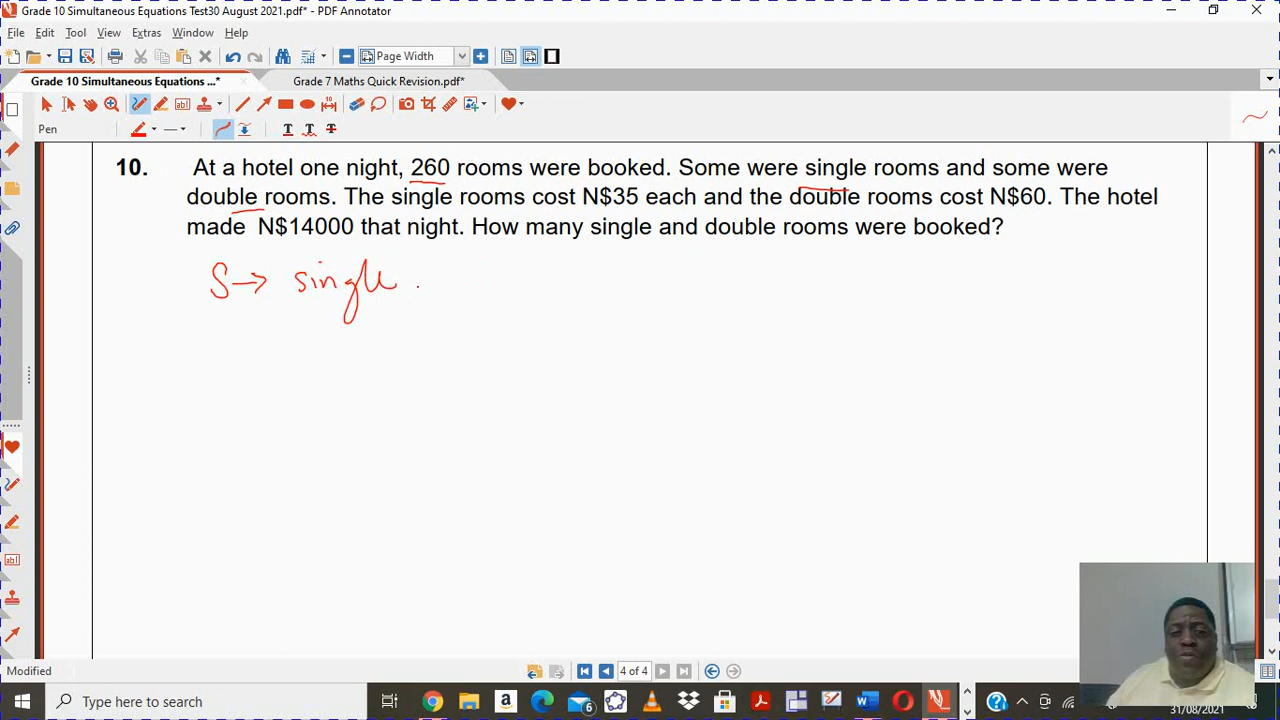 Grade 10 Simultaneous Equations Test30 August 2021.pdf* - PDF Annotator
File Edit Tool View Extras Window Help
Page Width
Grade 10 Simultaneous Equations ...* Grade 7 Maths Quick Revision.pdf*
Pen
10. At a hotel one night, 260 rooms were booked. Some were single rooms and some were
double rooms. The single rooms cost N$35 each and the double rooms cost N$60. The hotel
made N$14000 that night. How many single and double rooms were booked?
S → single
Modified
4 of 4
Type here to search
31/08/2021